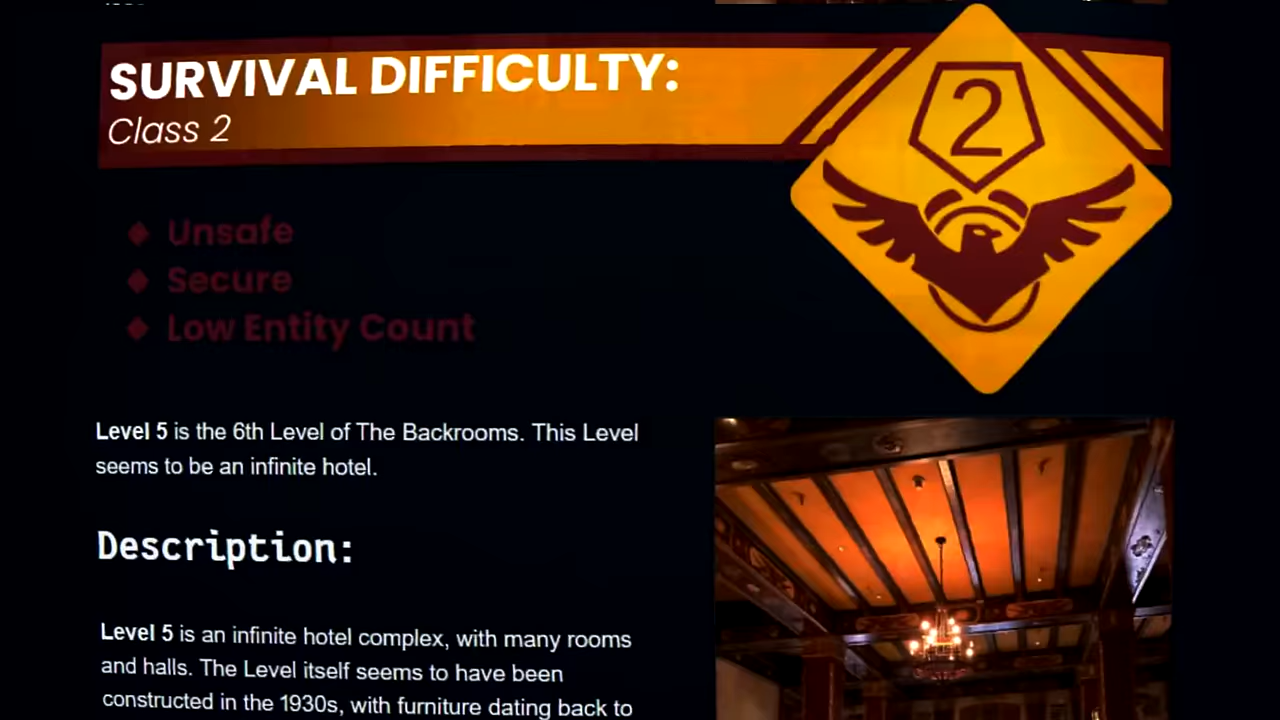 SURVIVAL DIFFICULTY:
Class 2
2
Unsafe
Secure
Low Entity Count
Level 5 is the 6th Level of The Backrooms. This Level
seems to be an infinite hotel.
Description:
Level 5 is an infinite hotel complex, with many rooms
and halls. The Level itself seems to have been
constructed in the 1930s, with furniture dating back to